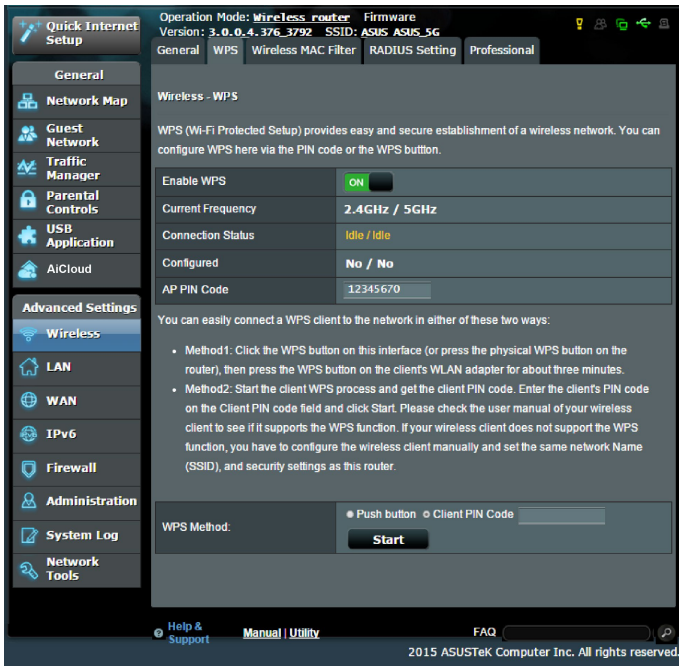 Quick Internet Setup
Operation Mode: Wireless router Firmware
Version: 3.0.0.4.376_3792 SSID: ASUS ASUS_5G
General WPS Wireless MAC Filter RADIUS Setting Professional
General
Network Map
Guest Network
Traffic Manager
Parental Controls
USB Application
AiCloud
Advanced Settings
Wireless
LAN
WAN
IPv6
Firewall
Administration
System Log
Network Tools
Wireless - WPS
WPS (Wi-Fi Protected Setup) provides easy and secure establishment of a wireless network. You can
configure WPS here via the PIN code or the WPS buttton.
Enable WPS ON
Current Frequency 2.4GHz / 5GHz
Connection Status Idle / Idle
Configured No / No
AP PIN Code 12345670
You can easily connect a WPS client to the network in either of these two ways:
• Method1: Click the WPS button on this interface (or press the physical WPS button on the
router), then press the WPS button on the client's WLAN adapter for about three minutes.
• Method2: Start the client WPS process and get the client PIN code. Enter the client's PIN code
on the Client PIN code field and click Start. Please check the user manual of your wireless
client to see if it supports the WPS function. If your wireless client does not support the WPS
function, you have to configure the wireless client manually and set the same network Name
(SSID), and security settings as this router.
WPS Method: Push button Client PIN Code
Start
Help & Support Manual | Utility FAQ
2015 ASUSTeK Computer Inc. All rights reserved.